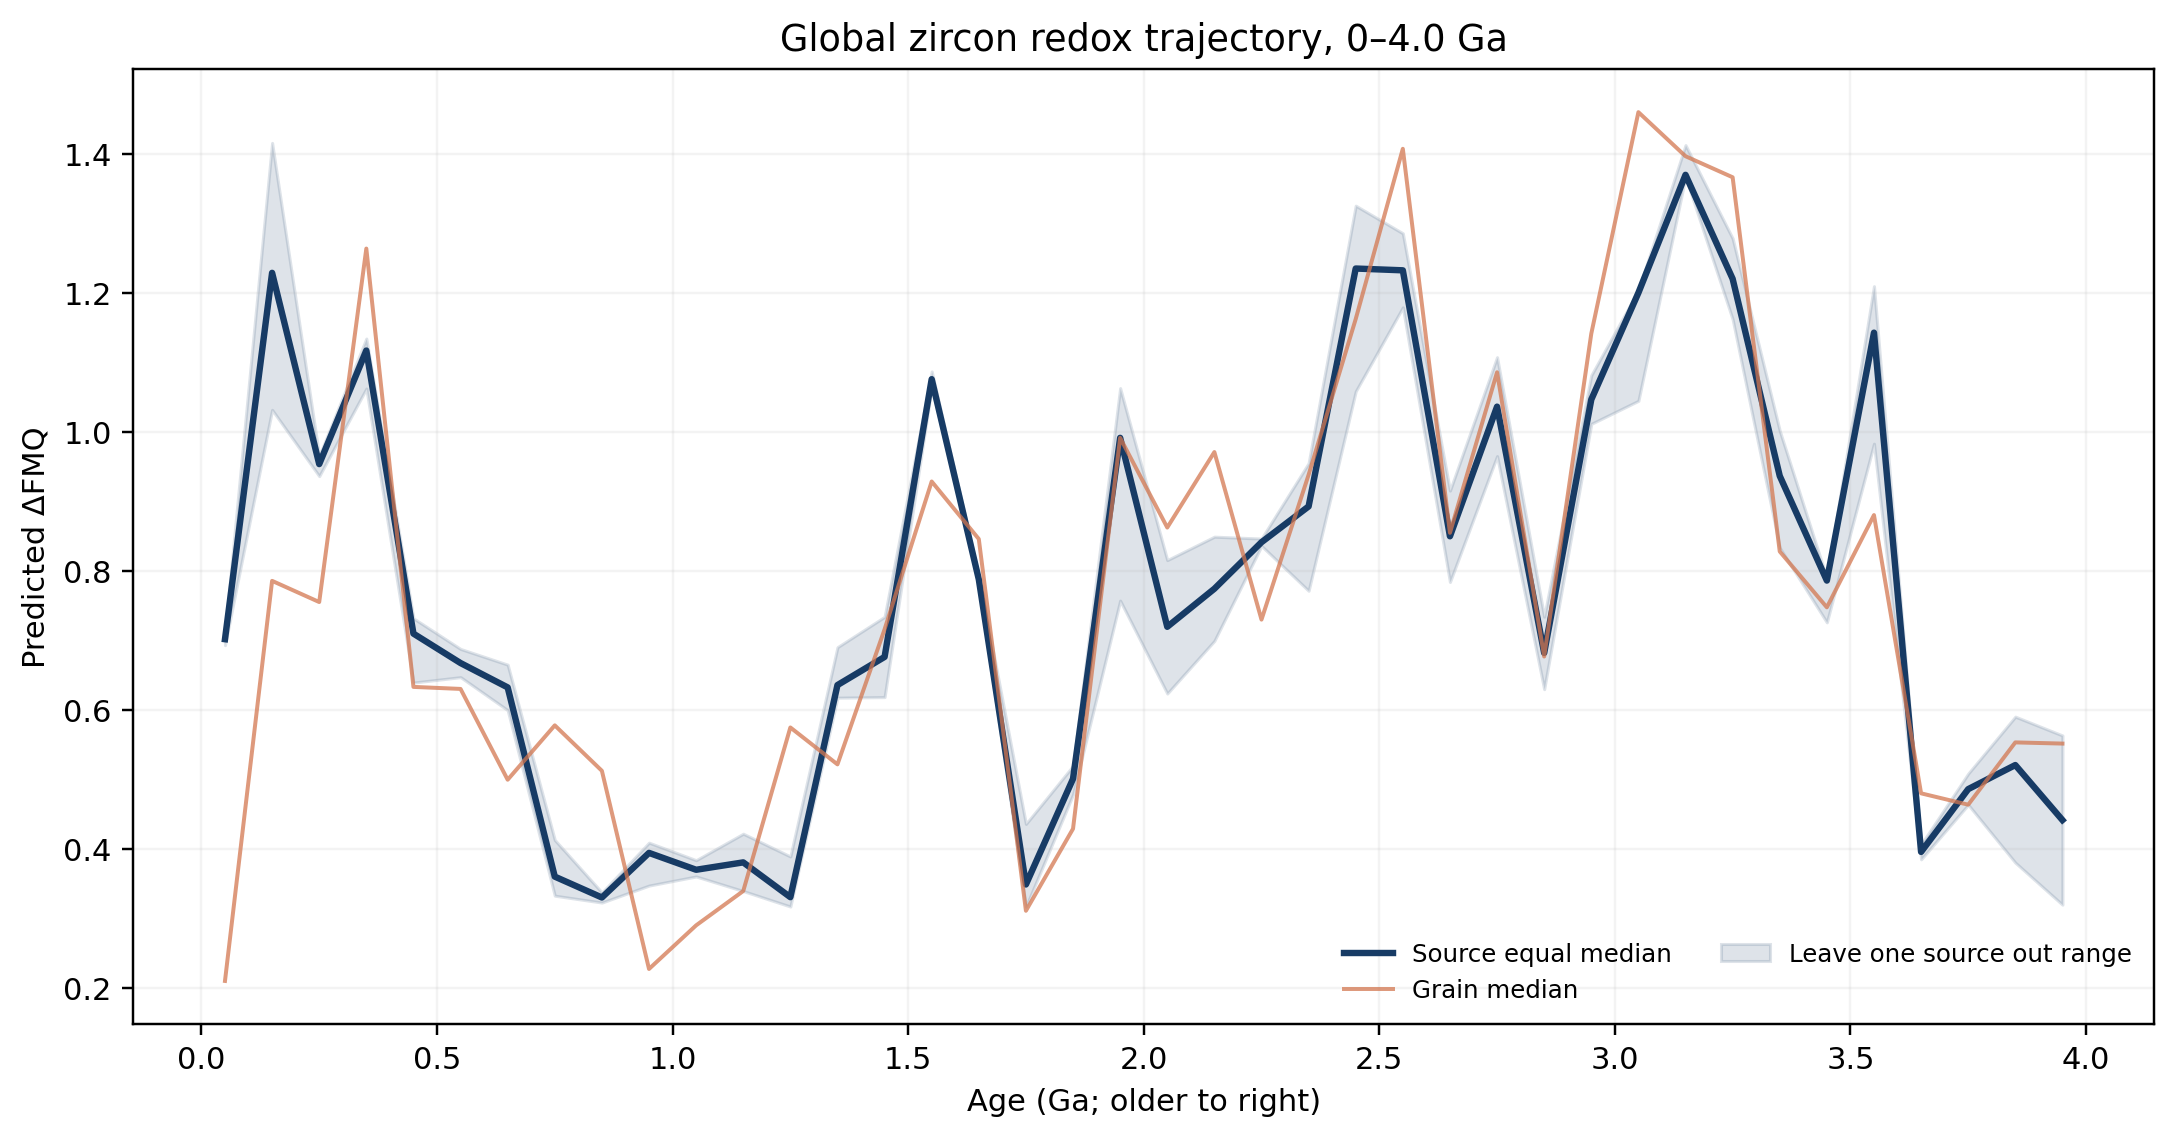 Global zircon redox trajectory, 0–4.0 Ga
Predicted ΔFMQ
1.4
1.2
1.0
0.8
0.6
0.4
0.2
Source equal median
Grain median
Leave one source out range
0.0 0.5 1.0 1.5 2.0 2.5 3.0 3.5 4.0
Age (Ga; older to right)